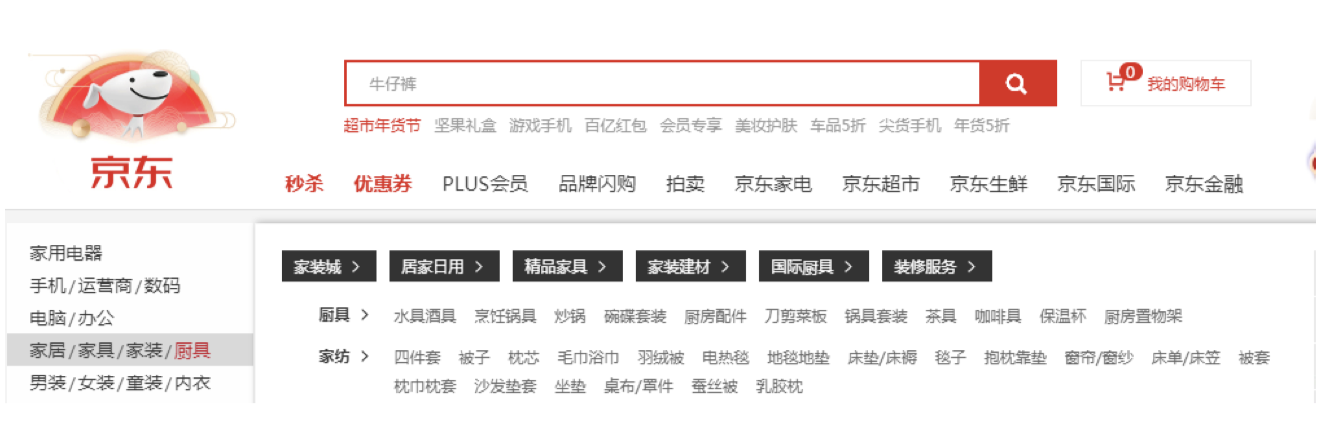 牛仔裤
0 我的购物车
超市年货节 坚果礼盒 游戏手机 百亿红包 会员专享 美妆护肤 车品5折 尖货手机 年货5折
京东
秒杀 优惠券 PLUS会员 品牌闪购 拍卖 京东家电 京东超市 京东生鲜 京东国际 京东金融
家用电器
手机/运营商/数码
电脑/办公
家居/家具/家装/厨具
男装/女装/童装/内衣
家装城 > 居家日用 > 精品家具 > 家装建材 > 国际厨具 > 装修服务 >
厨具 > 水具酒具 烹饪锅具 炒锅 碗碟套装 厨房配件 刀剪菜板 锅具套装 茶具 咖啡具 保温杯 厨房置物架
家纺 > 四件套 被子 枕芯 毛巾浴巾 羽绒被 电热毯 地毯地垫 床垫/床褥 毯子 抱枕靠垫 窗帘/窗纱 床单/床笠 被套
枕巾枕套 沙发垫套 坐垫 桌布/罩件 蚕丝被 乳胶枕